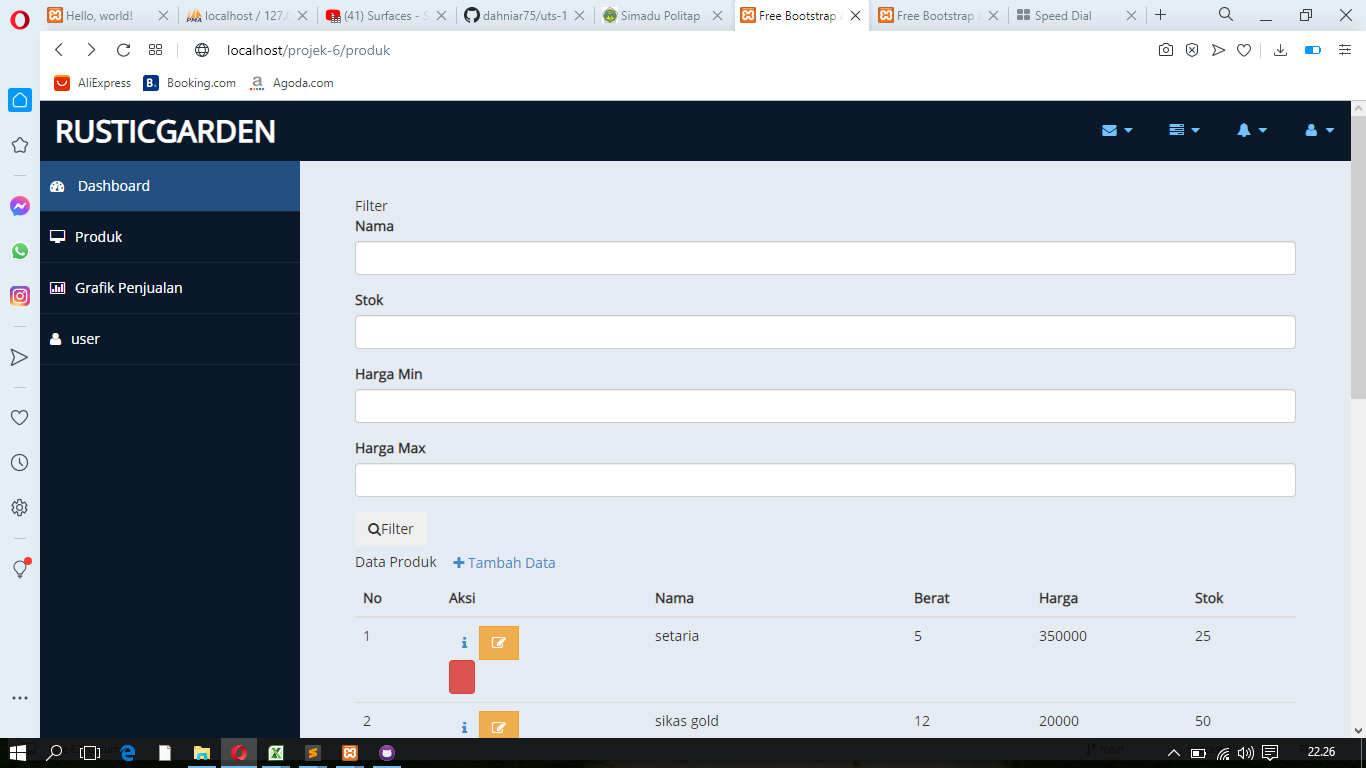 Hello, world!
localhost / 127.0
(41) Surfaces - S
dahniar75/uts-1
Simadu Politap
Free Bootstrap
Free Bootstrap
Speed Dial
localhost/projek-6/produk
AliExpress
B. Booking.com
a Agoda.com
RUSTICGARDEN
Dashboard
Produk
Grafik Penjualan
user
Filter
Nama
Stok
Harga Min
Harga Max
Filter
Data Produk Tambah Data
No Aksi Nama Berat Harga Stok
1 setaria 5 350000 25
2 sikas gold 12 20000 50
main
22.26